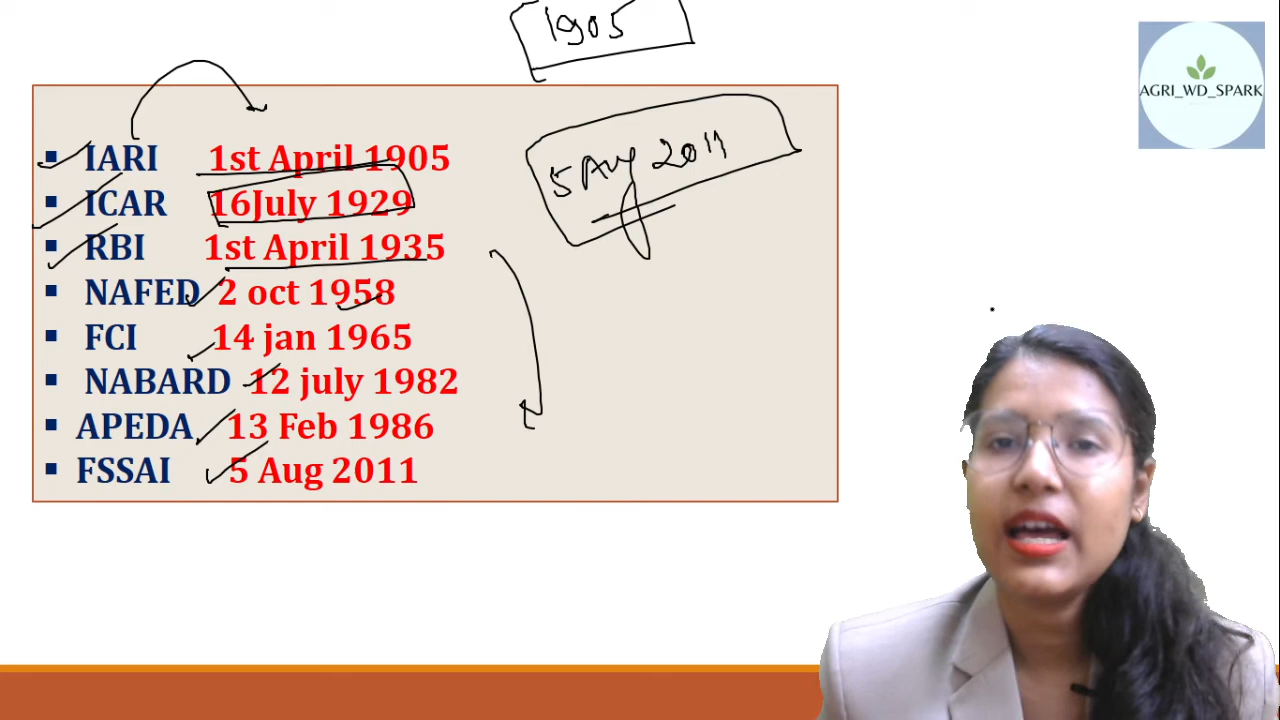 1905
AGRI_WD_SPARK
5 Aug 2011
▪ IARI 1st April 1905
▪ ICAR 16July 1929
▪ RBI 1st April 1935
▪ NAFED 2 oct 1958
▪ FCI 14 jan 1965
▪ NABARD 12 july 1982
▪ APEDA 13 Feb 1986
▪ FSSAI 5 Aug 2011